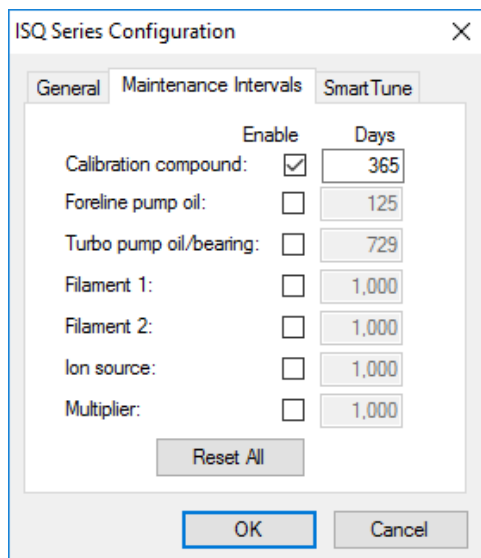 ISQ Series Configuration
General Maintenance Intervals SmartTune
Enable Days
Calibration compound: 365
Foreline pump oil: 125
Turbo pump oil/bearing: 729
Filament 1: 1,000
Filament 2: 1,000
Ion source: 1,000
Multiplier: 1,000
Reset All
OK Cancel